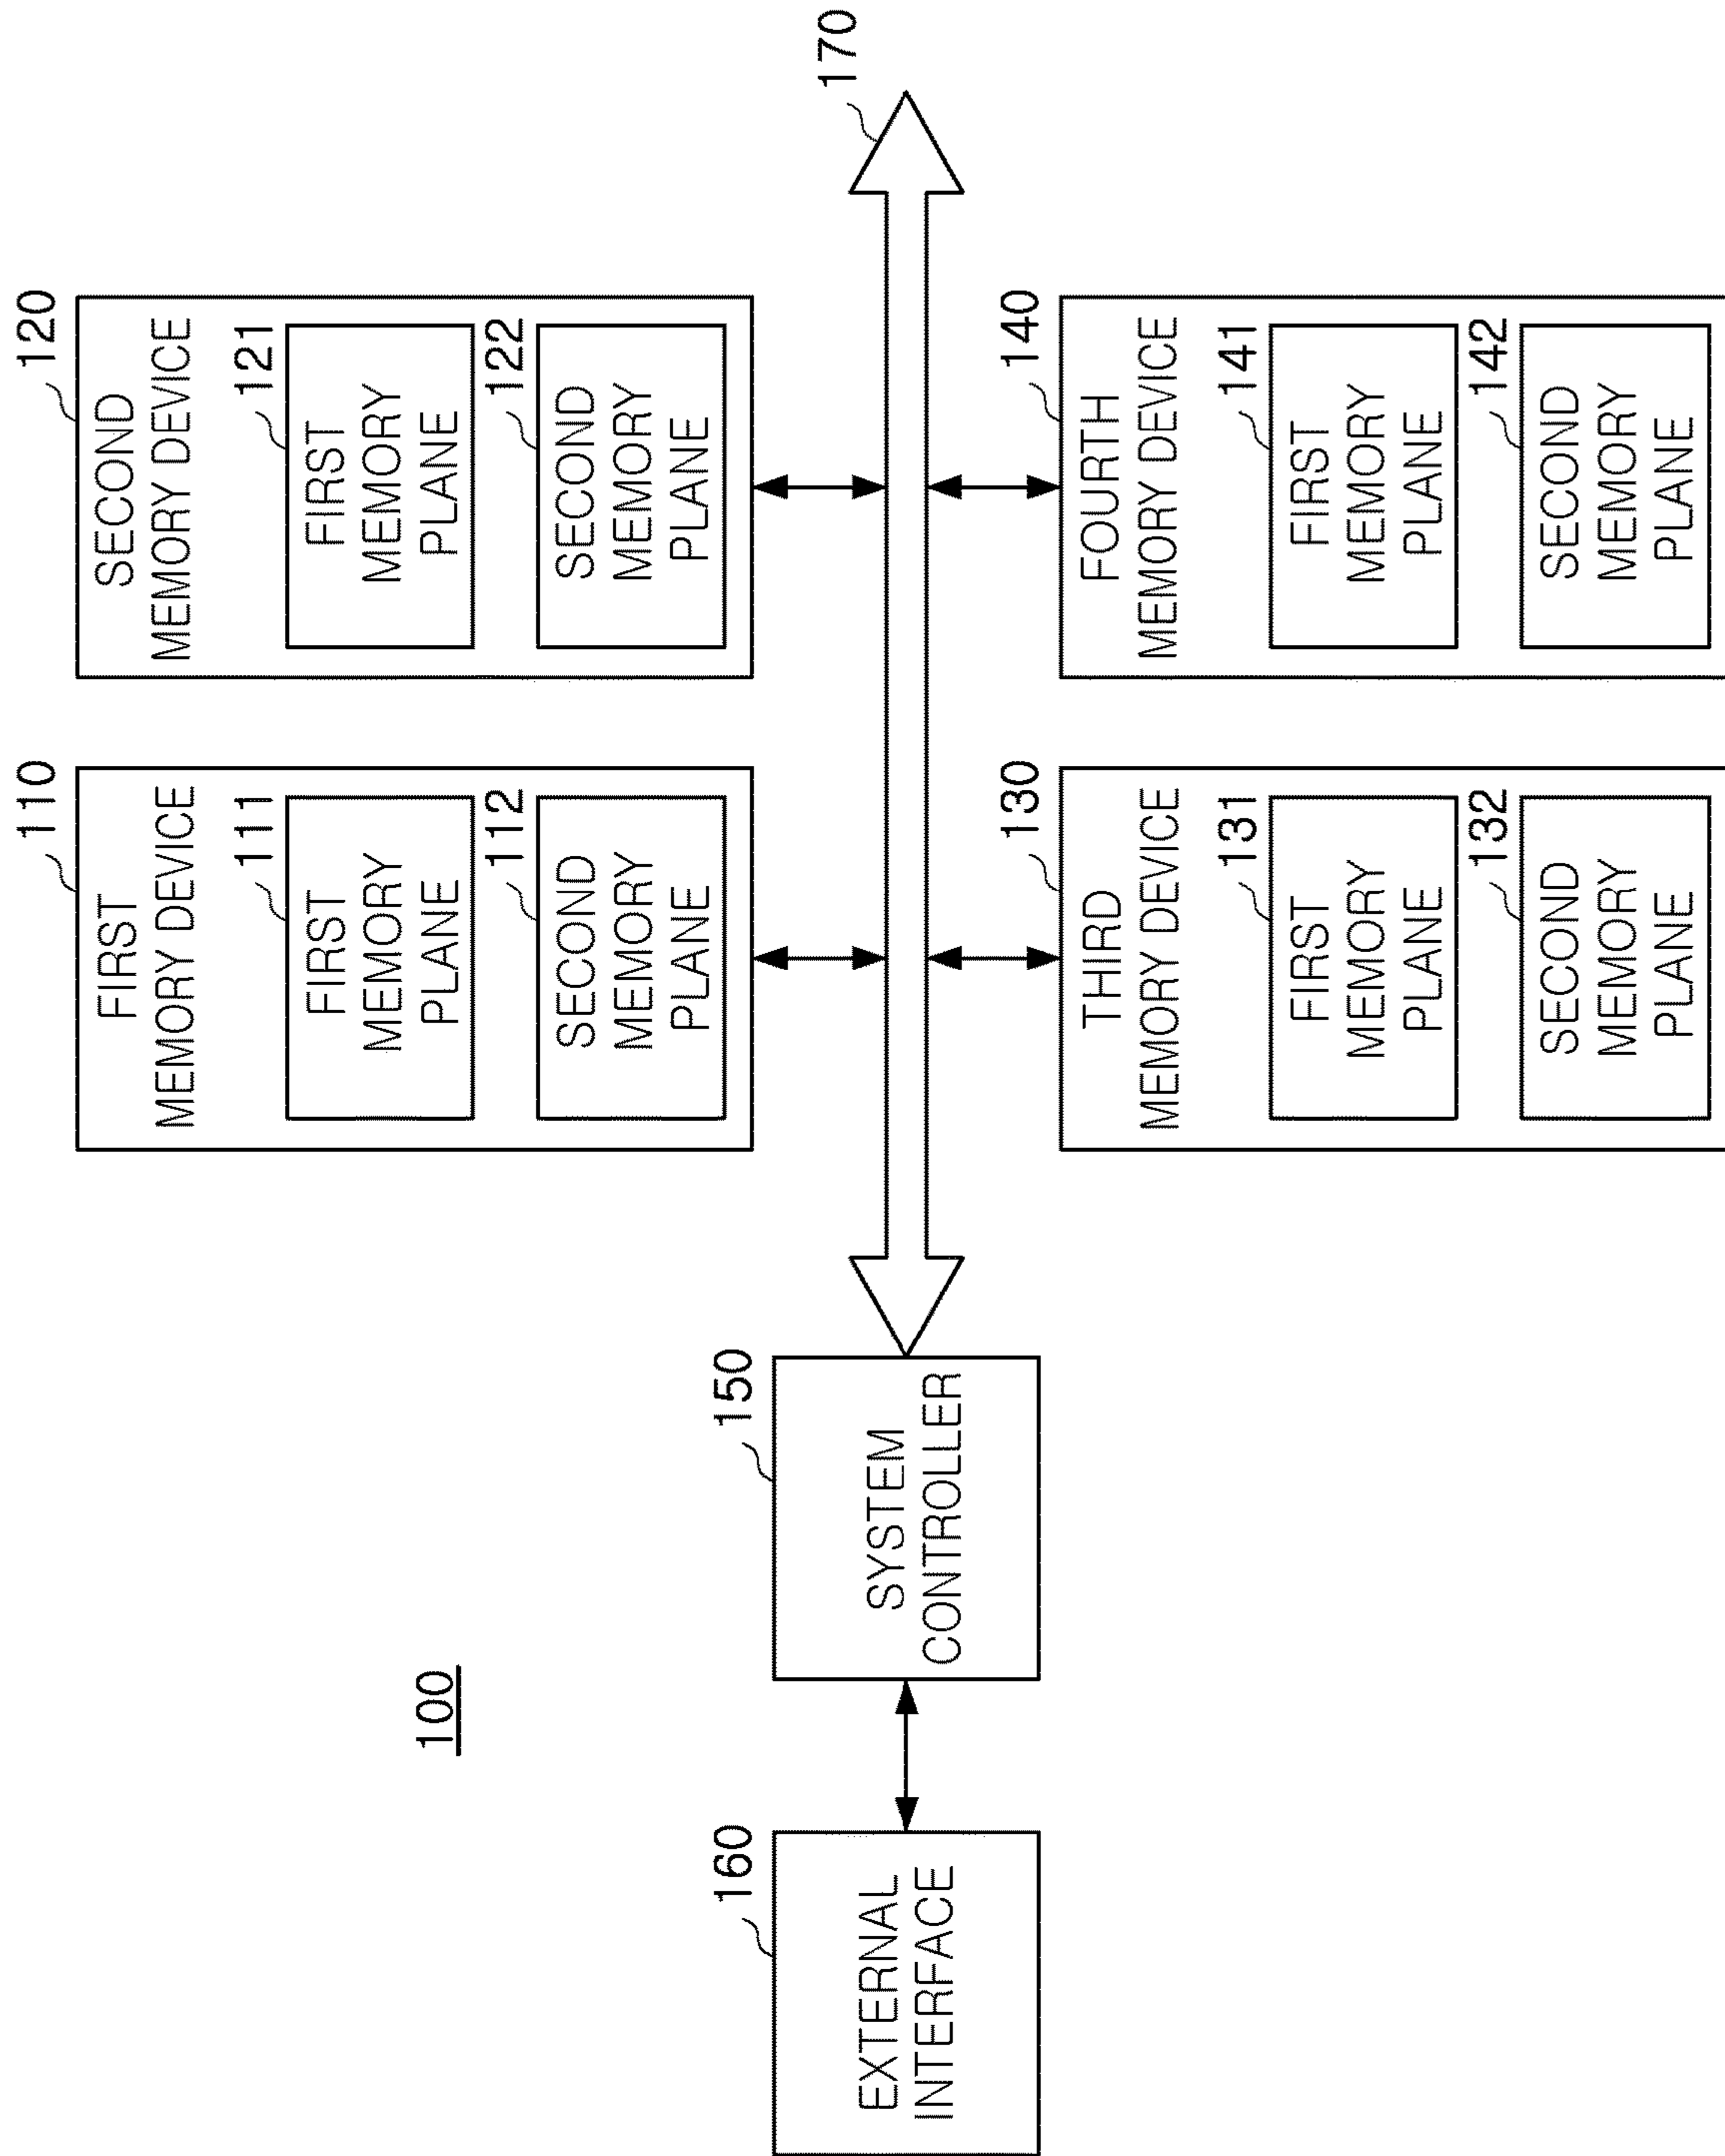 100
110
FIRST
MEMORY DEVICE
111
FIRST
MEMORY
PLANE
112
SECOND
MEMORY
PLANE
120
SECOND
MEMORY DEVICE
121
FIRST
MEMORY
PLANE
122
SECOND
MEMORY
PLANE
160
EXTERNAL
INTERFACE
150
SYSTEM
CONTROLLER
170
130
THIRD
MEMORY DEVICE
131
FIRST
MEMORY
PLANE
132
SECOND
MEMORY
PLANE
140
FOURTH
MEMORY DEVICE
141
FIRST
MEMORY
PLANE
142
SECOND
MEMORY
PLANE